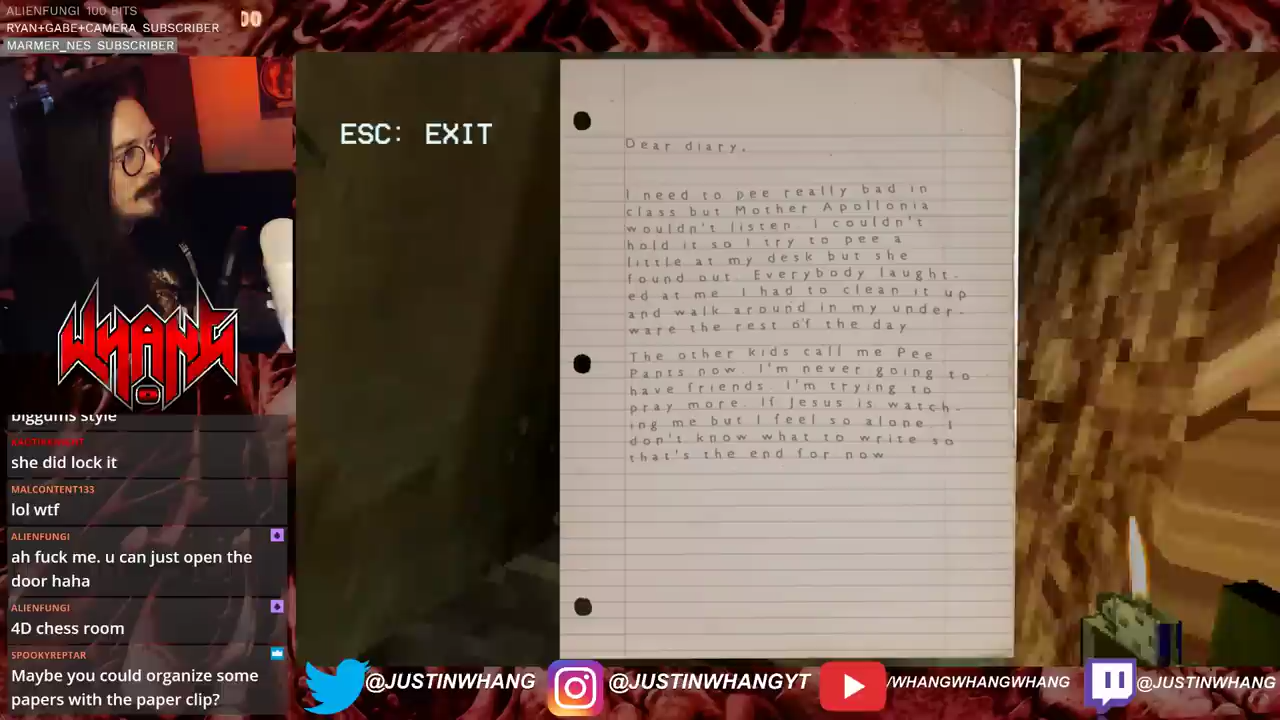 ALIENFUNGI 100 BITS
RYAN+GABE+CAMERA SUBSCRIBER
MARMER_NES SUBSCRIBER
ESC: EXIT
Dear diary,
I need to pee really bad in
class but Mother Apollonia
wouldn't listen. I couldn't
hold it so I try to pee a
little at my desk but she
found out. Everybody laught-
ed at me. I had to clean it up
and walk around in my under-
ware the rest of the day
The other kids call me Pee
Pants now. I'm never going to
have friends. I'm trying to
pray more. If Jesus is watch-
ing me but I feel so alone. I
don't know what to write so
that's the end for now
WHANG
biggums style
she did lock it
MALCONTENT133
lol wtf
ALIENFUNGI
ah fuck me. u can just open the
door haha
ALIENFUNGI
4D chess room
SPOOKYREPTAR
Maybe you could organize some
papers with the paper clip?
@JUSTINWHANG @JUSTINWHANGYT /WHANGWHANGWHANG @JUSTINWHANG